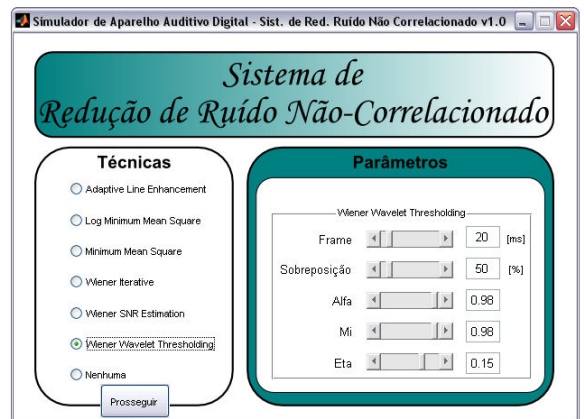 Simulador de Aparelho Auditivo Digital - Sist. de Red. Ruído Não Correlacionado v1.0
Sistema de
Redução de Ruído Não-Correlacionado
Técnicas
Adaptive Line Enhancement
Log Minimum Mean Square
Minimum Mean Square
Wiener Iterative
Wiener SNR Estimation
Wiener Wavelet Thresholding
Nenhuma
Prosseguir
Parâmetros
Wiener Wavelet Thresholding
Frame 20 [ms]
Sobreposição 50 [%]
Alfa 0.98
Mi 0.98
Eta 0.15